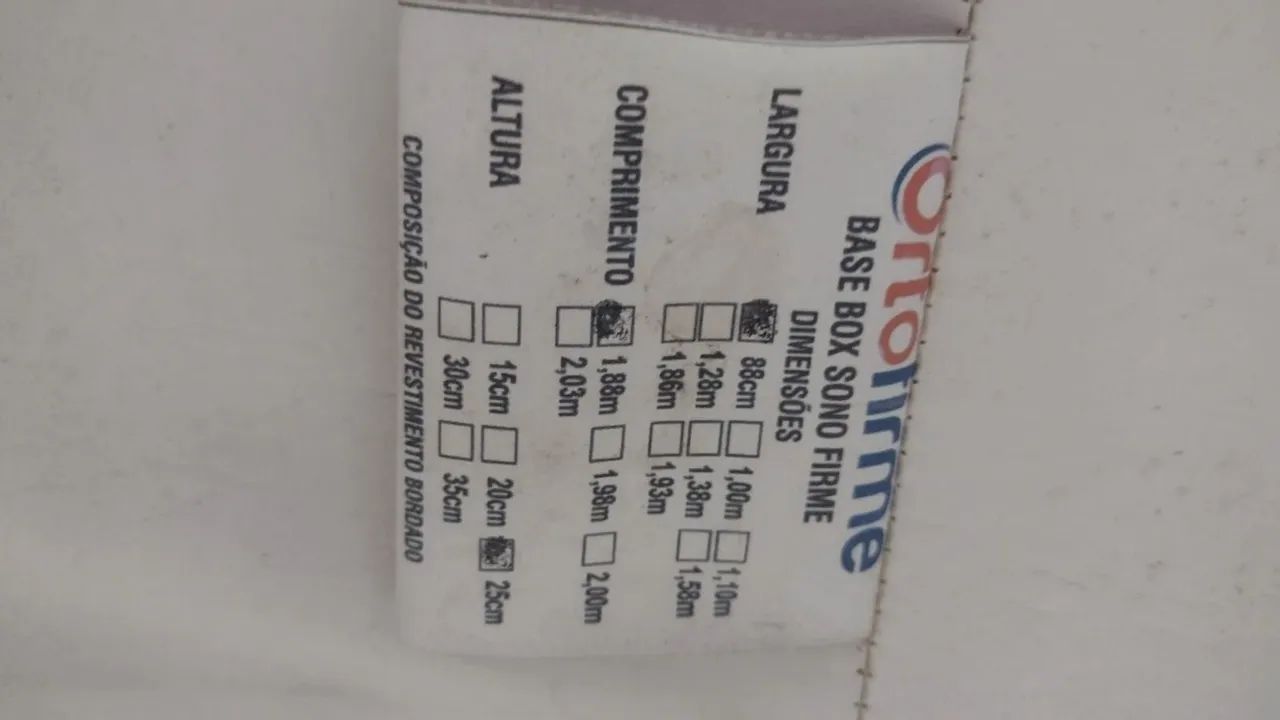 Ortofirme
BASE BOX SONO FIRME
DIMENSÕES
LARGURA 88cm 1,00m 1,10m
1,28m 1,38m 1,58m
1,86m 1,93m
COMPRIMENTO 1,88m 1,98m 2,00m
2,03m
ALTURA 15cm 20cm 25cm
30cm 35cm
COMPOSIÇÃO DO REVESTIMENTO BORDADO